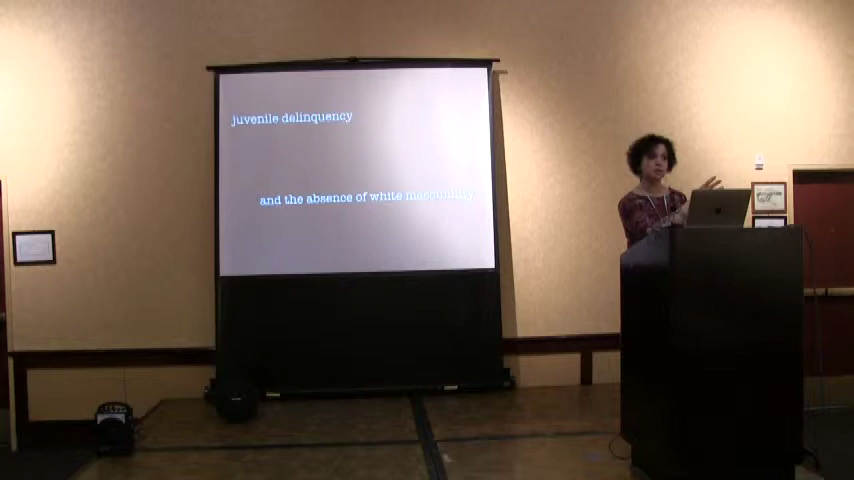 juvenile delinquency
and the absence of white masculinity